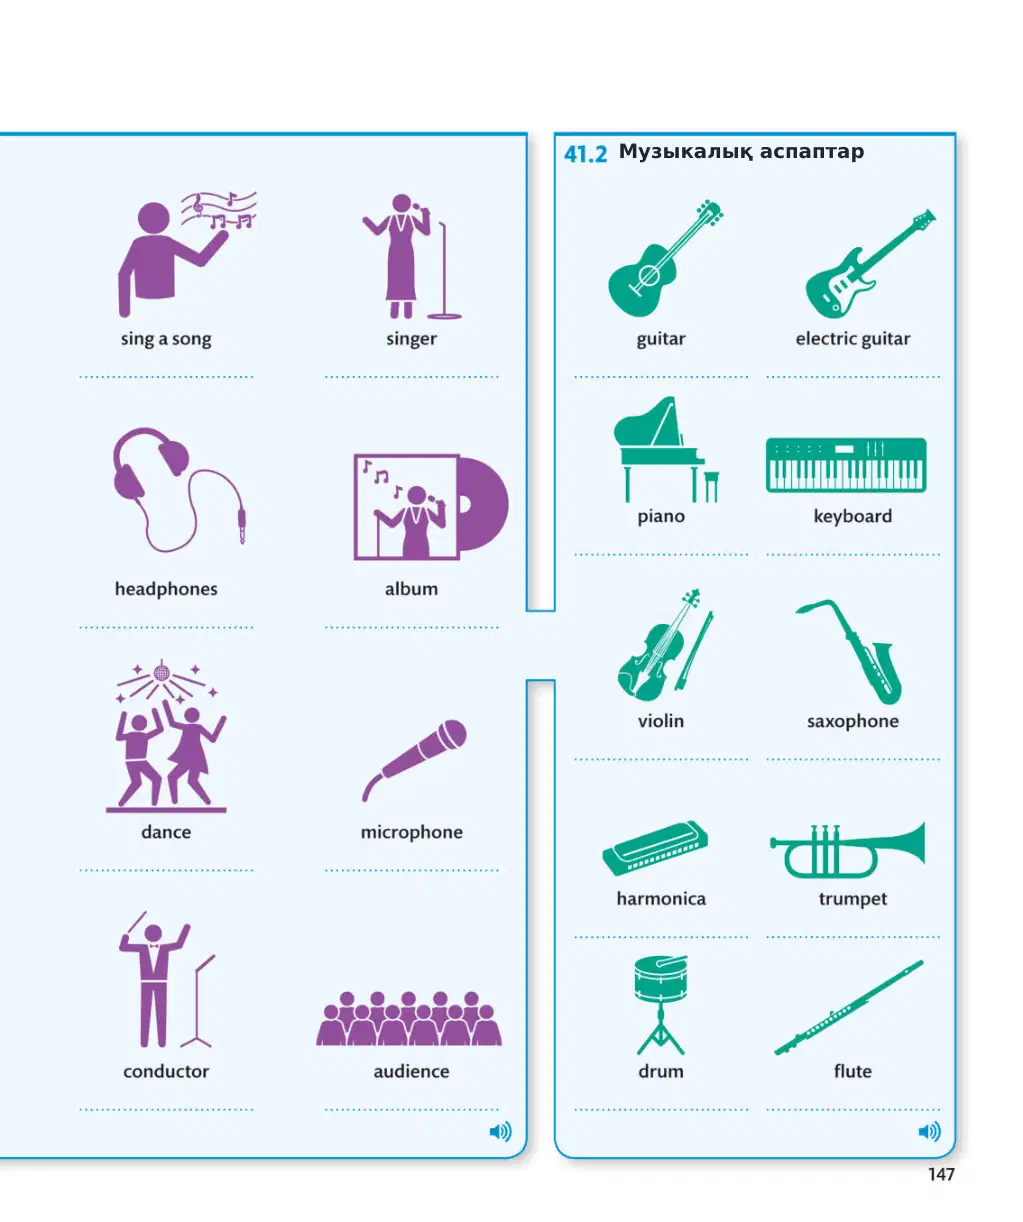 sing a song
singer
headphones
album
dance
microphone
conductor
audience
41.2 Музыкалық аспаптар
guitar
electric guitar
piano
keyboard
violin
saxophone
harmonica
trumpet
drum
flute
147